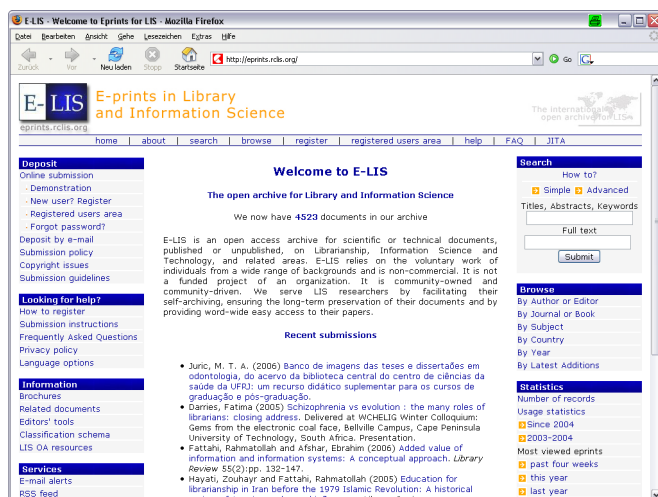 E-LIS - Welcome to Eprints for LIS - Mozilla Firefox
Datei Bearbeiten Ansicht Gehe Lesezeichen Extras Hilfe
Zurück Vor Neu laden Stopp Startseite http://eprints.rclis.org/ Go
E-LIS
eprints.rclis.org
E-prints in Library
and Information Science
The international
open archive for LIS
home | about | search | browse | register | registered users area | help | FAQ | JITA
Deposit
Online submission
- Demonstration
- New user? Register
- Registered users area
- Forgot password?
Deposit by e-mail
Submission policy
Copyright issues
Submission guidelines
Looking for help?
How to register
Submission instructions
Frequently Asked Questions
Privacy policy
Language options
Information
Brochures
Related documents
Editors' tools
Classification schema
LIS OA resources
Services
E-mail alerts
RSS feed
Welcome to E-LIS
The open archive for Library and Information Science
We now have 4523 documents in our archive
E-LIS is an open access archive for scientific or technical documents,
published or unpublished, on Librarianship, Information Science and
Technology, and related areas. E-LIS relies on the voluntary work of
individuals from a wide range of backgrounds and is non-commercial. It is not
a funded project of an organization. It is community-owned and
community-driven. We serve LIS researchers by facilitating their
self-archiving, ensuring the long-term preservation of their documents and by
providing word-wide easy access to their papers.
Recent submissions
• Juric, M. T. A. (2006) Banco de imagens das teses e dissertações em
odontologia, do acervo da biblioteca central do centro de ciências da
saúde da UFRJ: um recurso didático suplementar para os cursos de
graduação e pós-graduação.
• Darries, Fatima (2005) Schizophrenia vs evolution : the many roles of
librarians: closing address. Delivered at WCHELIG Winter Colloquium:
Gems from the electronic coal face, Bellville Campus, Cape Peninsula
University of Technology, South Africa. Presentation.
• Fattahi, Rahmatollah and Afshar, Ebrahim (2006) Added value of
information and information systems: A conceptual approach. Library
Review 55(2):pp. 132-147.
• Hayati, Zouhayr and Fattahi, Rahmatollah (2005) Education for
librarianship in Iran before the 1979 Islamic Revolution: A historical
Search
How to?
Simple Advanced
Titles, Abstracts, Keywords
Full text
Submit
Browse
By Author or Editor
By Journal or Book
By Subject
By Country
By Year
By Latest Additions
Statistics
Number of records
Usage statistics
Since 2004
2003-2004
Most viewed eprints
past four weeks
this year
last year